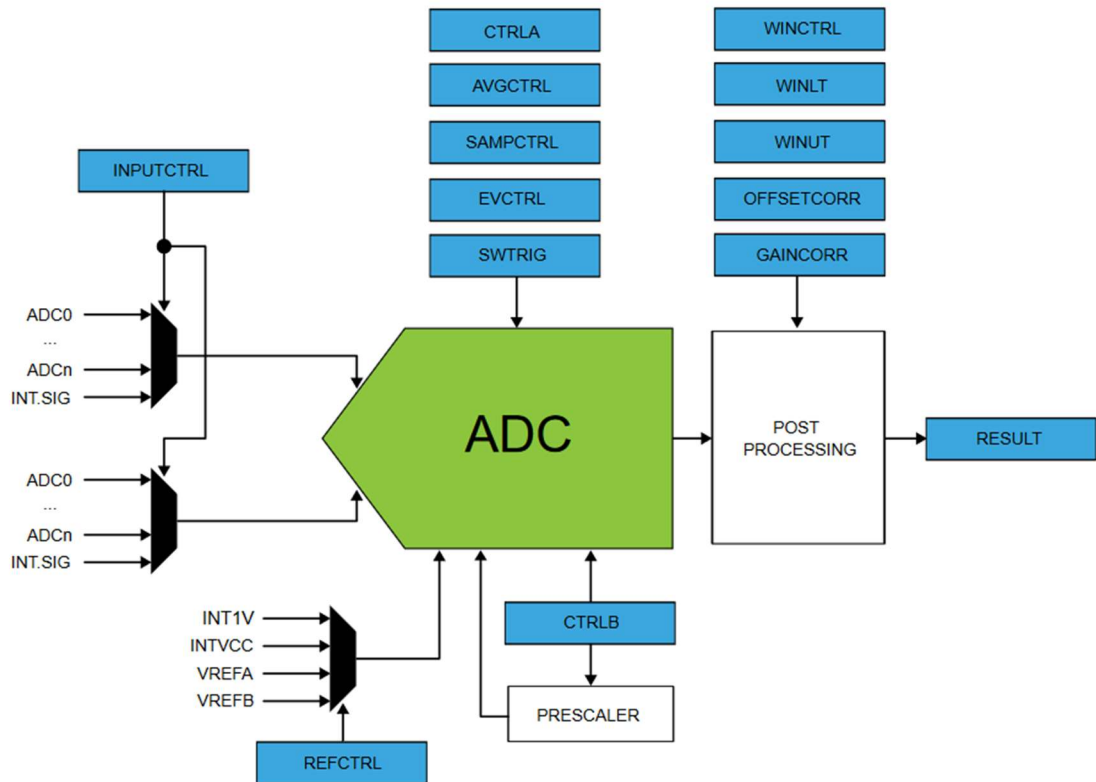 CTRLA
WINCTRL
AVGCTRL
WINLT
SAMPCTRL
WINUT
INPUTCTRL
EVCTRL
OFFSETCORR
SWTRIG
GAINCORR
ADC0
...
ADCn
INT.SIG
ADC
POST
PROCESSING
RESULT
ADC0
...
ADCn
INT.SIG
INT1V
INTVCC
VREFA
VREFB
CTRLB
PRESCALER
REFCTRL